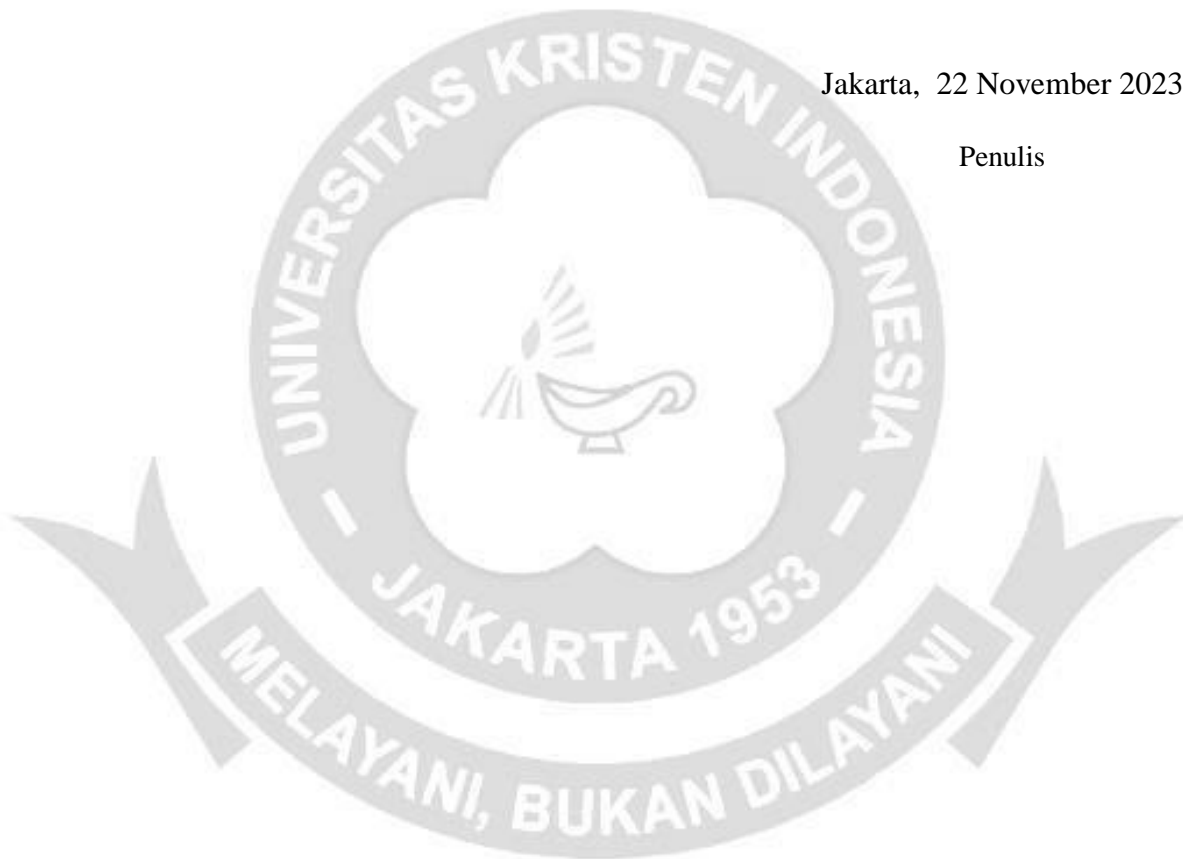 Jakarta, 22 November 2023
Penulis
UNIVERSITAS KRISTEN INDONESIA
- JAKARTA 1953 -
MELAYANI, BUKAN DILAYANI